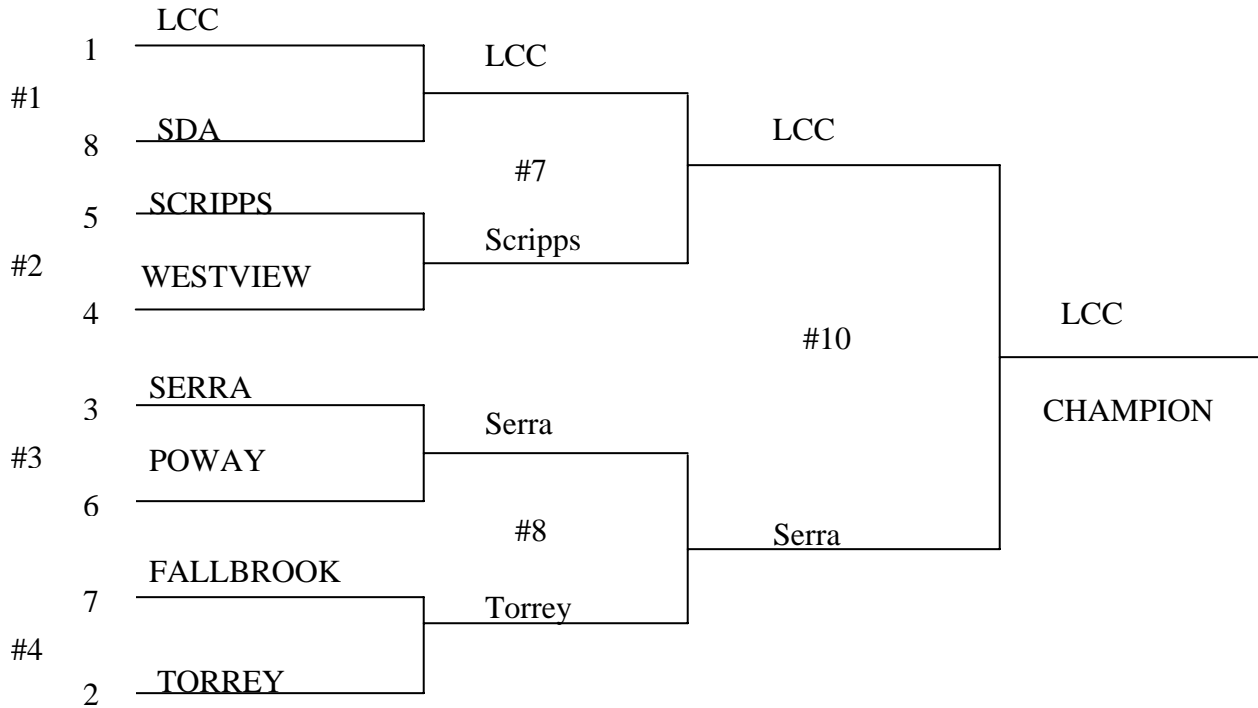 LCC
1
LCC
#1
LCC
8 SDA
#7
5 SCRIPPS
Scripps
#2
WESTVIEW
4
LCC
#10
3 SERRA
CHAMPION
Serra
#3
POWAY
6
#8
Serra
FALLBROOK
7
Torrey
#4
2 TORREY